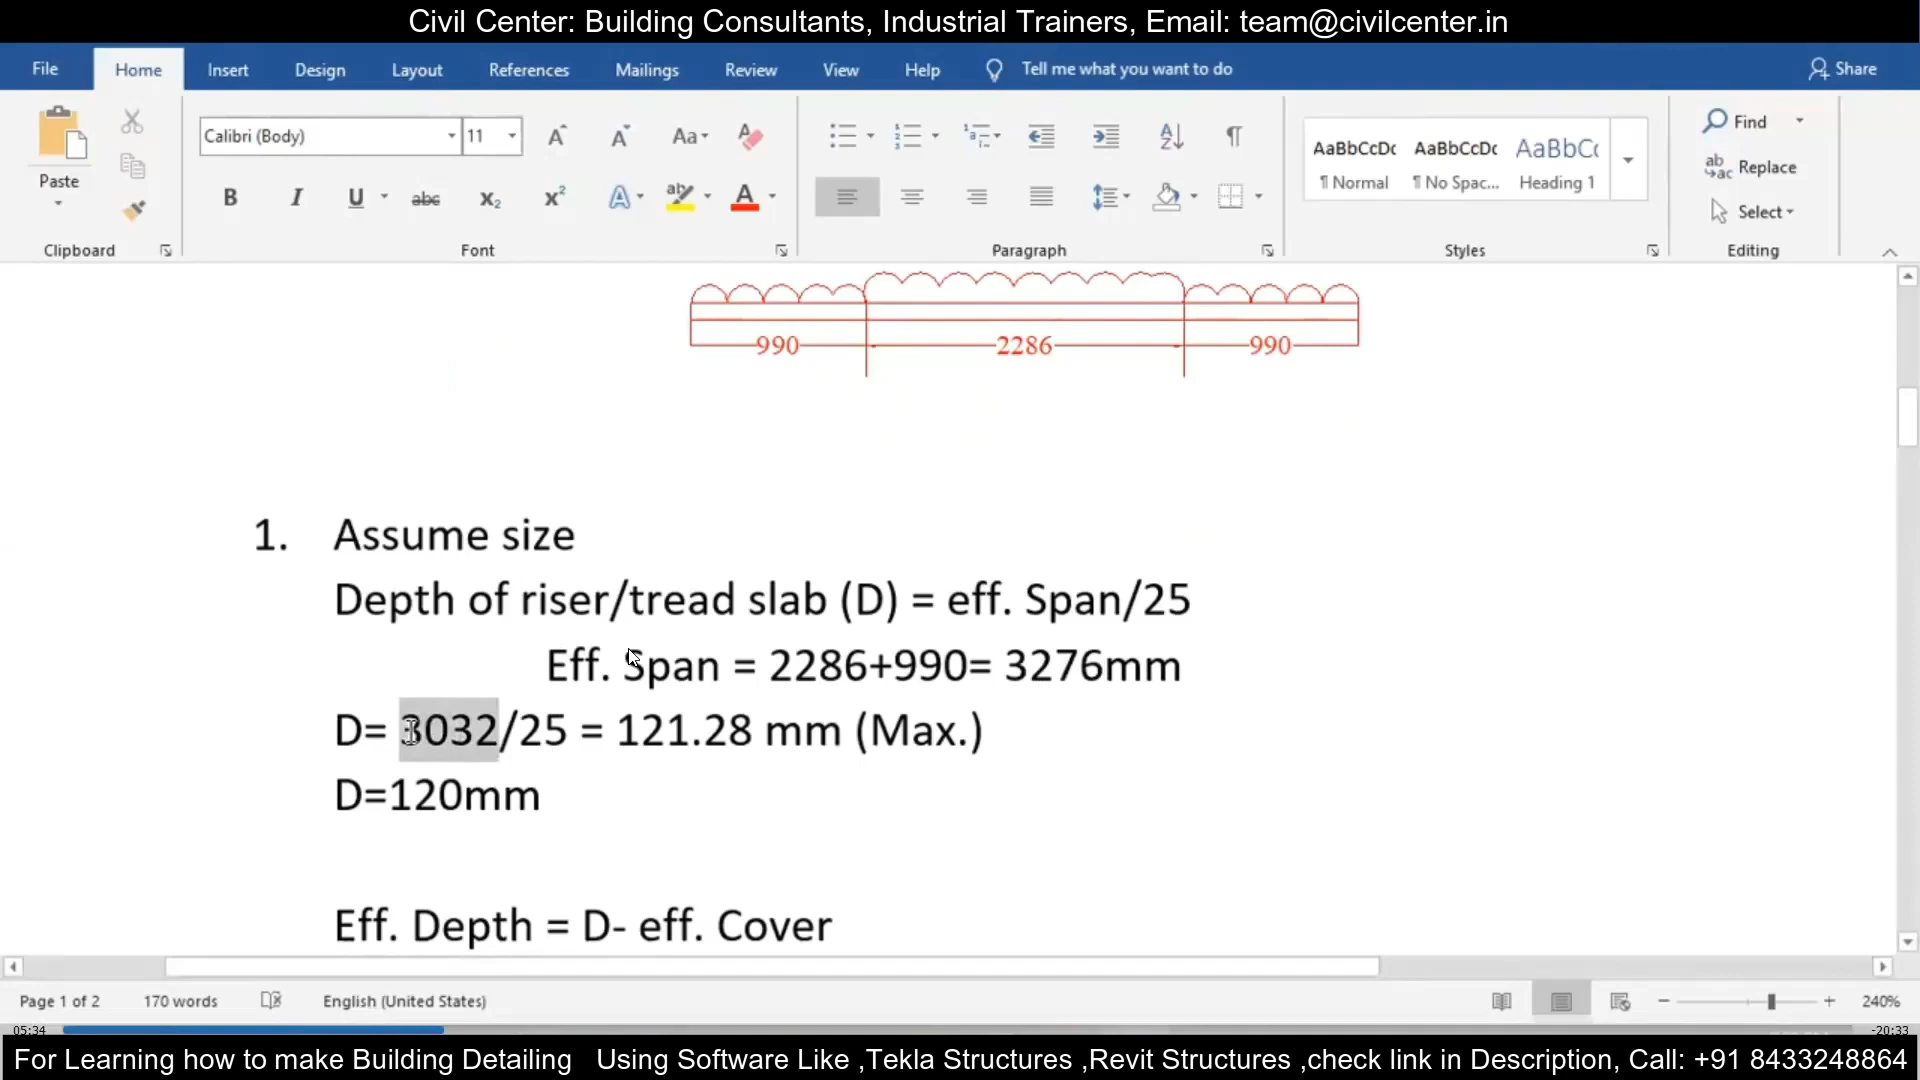 Civil Center: Building Consultants, Industrial Trainers, Email: team@civilcenter.in
File Home Insert Design Layout References Mailings Review View Help Tell me what you want to do Share
Paste
Clipboard
Calibri (Body) 11
Aa
B I U abc X₂ X² A ab A
Font
Paragraph
AaBbCcDc AaBbCcDc AaBbCc
¶ Normal ¶ No Spac... Heading 1
Styles
Find
Replace
Select
Editing
990 2286 990
1. Assume size
Depth of riser/tread slab (D) = eff. Span/25
Eff. Span = 2286+990= 3276mm
D= 3032/25 = 121.28 mm (Max.)
D=120mm
Eff. Depth = D- eff. Cover
Page 1 of 2 170 words English (United States) 240%
05:34 -20:33
For Learning how to make Building Detailing Using Software Like ,Tekla Structures ,Revit Structures ,check link in Description, Call: +91 8433248864